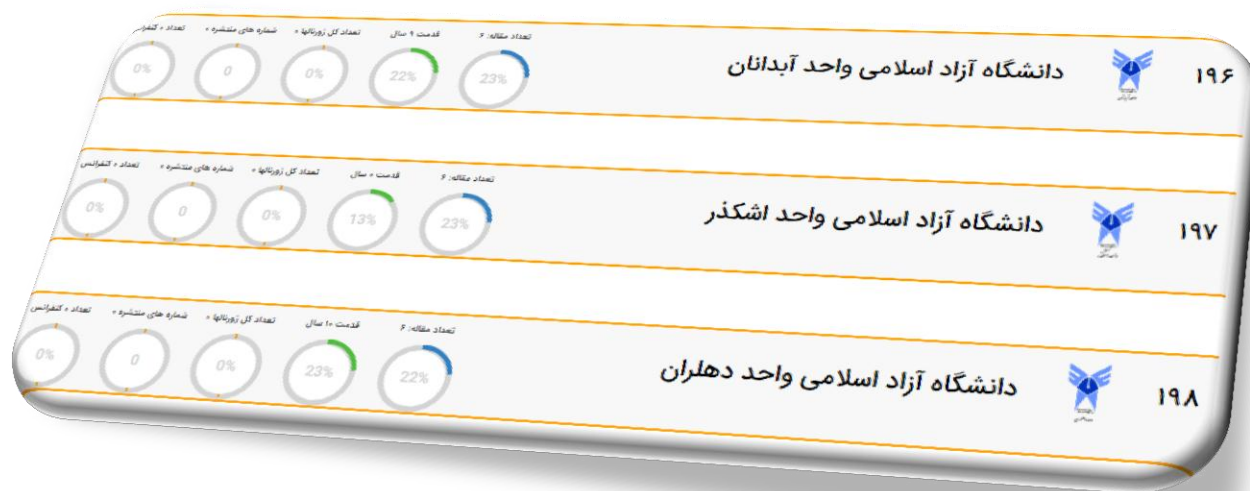 ۱۹۶
دانشگاه آزاد اسلامی واحد آبدانان
تعداد مقاله: ۶
23%
قدمت ۹ سال
22%
تعداد کل ژورنالها ۰
0%
شماره های منتشره ۰
0
تعداد ۰ کنفر
0%
۱۹۷
دانشگاه آزاد اسلامی واحد اشکذر
تعداد مقاله: ۶
23%
قدمت ۰ سال
13%
تعداد کل ژورنالها ۰
0%
شماره های منتشره ۰
0
تعداد ۰ کنفرانس
0%
۱۹۸
دانشگاه آزاد اسلامی واحد دهلران
تعداد مقاله: ۶
22%
قدمت ۱۰ سال
23%
تعداد کل ژورنالها ۰
0%
شماره های منتشره ۰
0
تعداد ۰ کنفرانس
0%